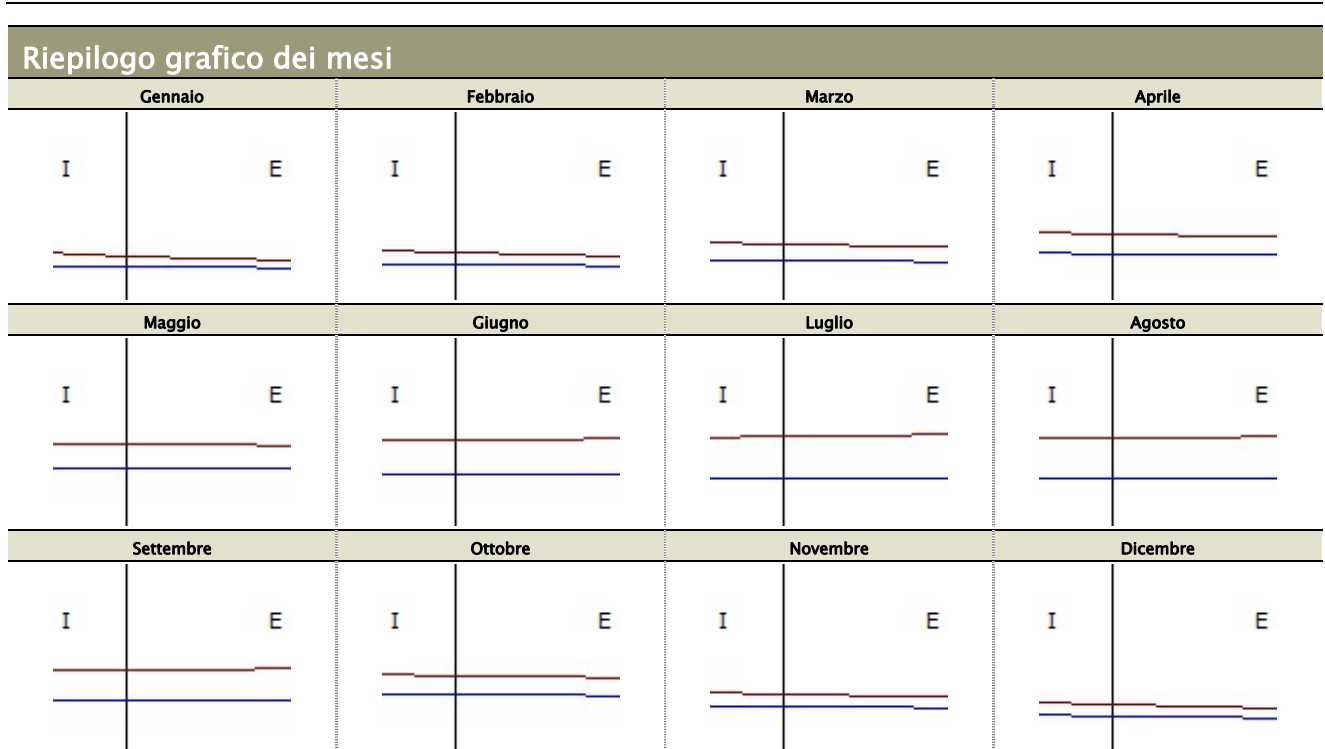 Riepilogo grafico dei mesi
Gennaio Febbraio Marzo Aprile
I E I E I E I E
Maggio Giugno Luglio Agosto
I E I E I E I E
Settembre Ottobre Novembre Dicembre
I E I E I E I E